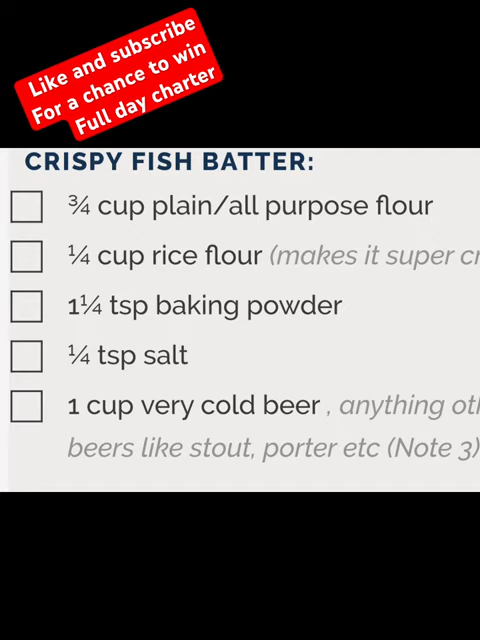 Like and subscribe
For a chance to win
Full day charter
CRISPY FISH BATTER:
¾ cup plain/all purpose flour
¼ cup rice flour (makes it super
1¼ tsp baking powder
¼ tsp salt
1 cup very cold beer , anything
beers like stout, porter etc (Note 3)